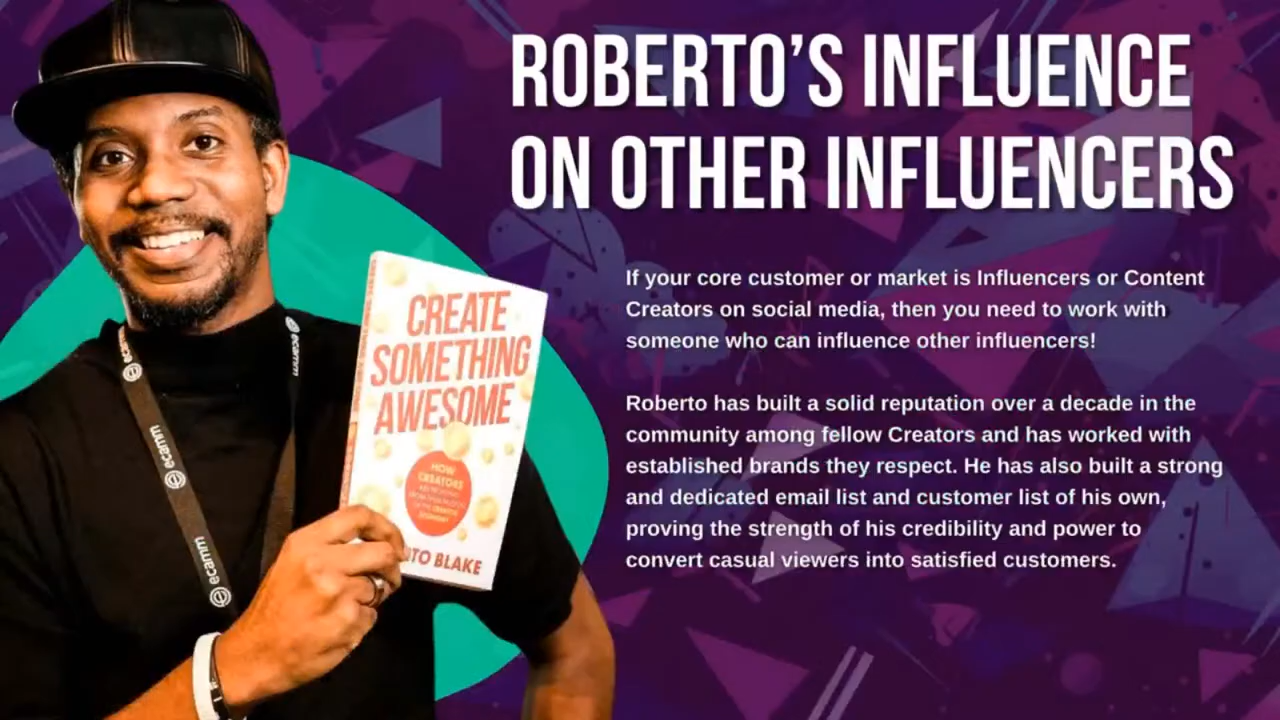 ROBERTO’S INFLUENCE
ON OTHER INFLUENCERS
If your core customer or market is Influencers or Content
Creators on social media, then you need to work with
someone who can influence other influencers!
Roberto has built a solid reputation over a decade in the
community among fellow Creators and has worked with
established brands they respect. He has also built a strong
and dedicated email list and customer list of his own,
proving the strength of his credibility and power to
convert casual viewers into satisfied customers.
CREATE
SOMETHING
AWESOME
HOW
CREATORS
BLAKE
ecamm
ecamm
ecamm
ecamm